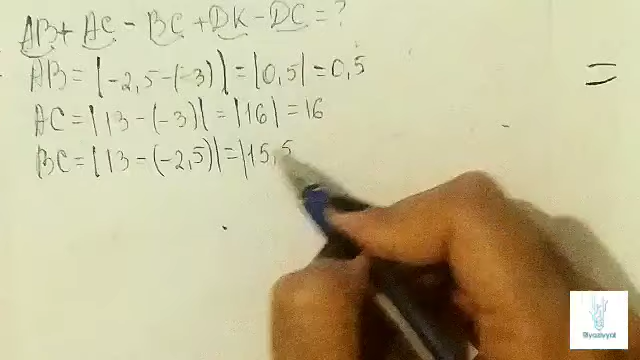 AB + AC - BC + DK - DC = ?
AB = |-2,5 - (-3)| = |0,5| = 0,5
=
AC = |13 - (-3)| = |16| = 16
BC = |13 - (-2,5)| = |15,5
Riyaziyyat